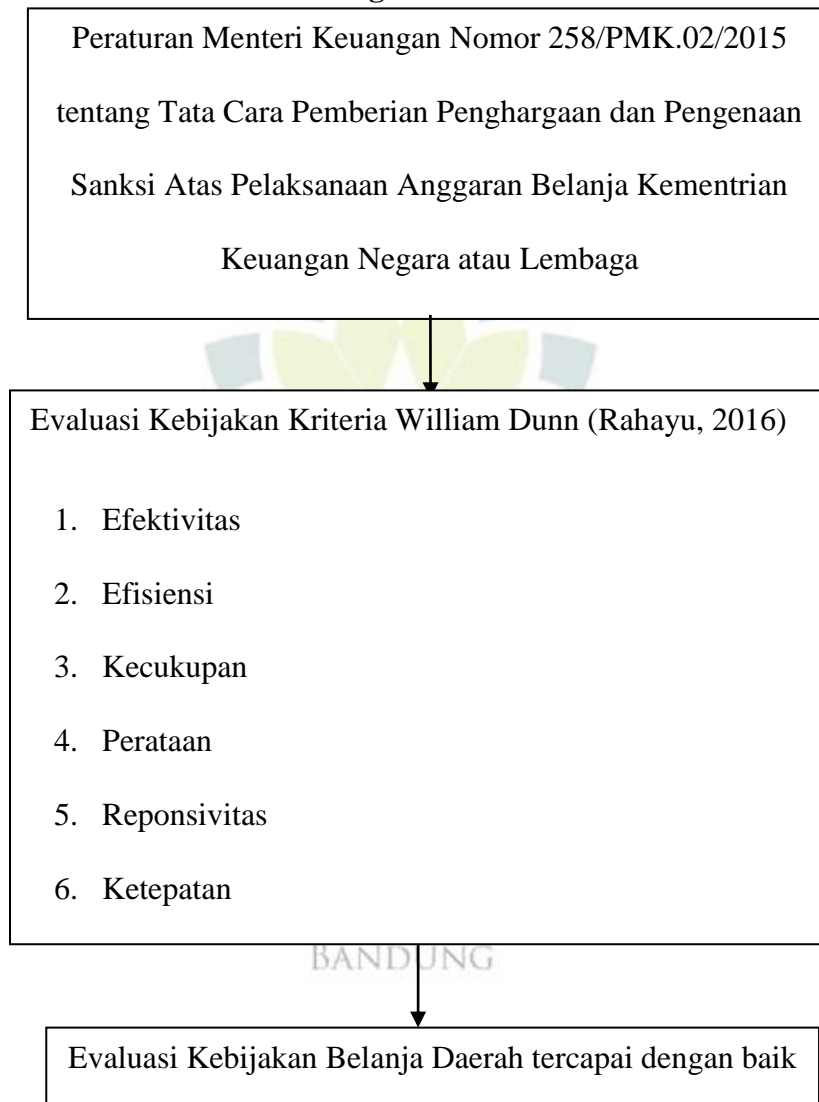 Peraturan Menteri Keuangan Nomor 258/PMK.02/2015
tentang Tata Cara Pemberian Penghargaan dan Pengenaan
Sanksi Atas Pelaksanaan Anggaran Belanja Kementrian
Keuangan Negara atau Lembaga
Evaluasi Kebijakan Kriteria William Dunn (Rahayu, 2016)
1. Efektivitas
2. Efisiensi
3. Kecukupan
4. Perataan
5. Reponsivitas
6. Ketepatan
BANDUNG
Evaluasi Kebijakan Belanja Daerah tercapai dengan baik